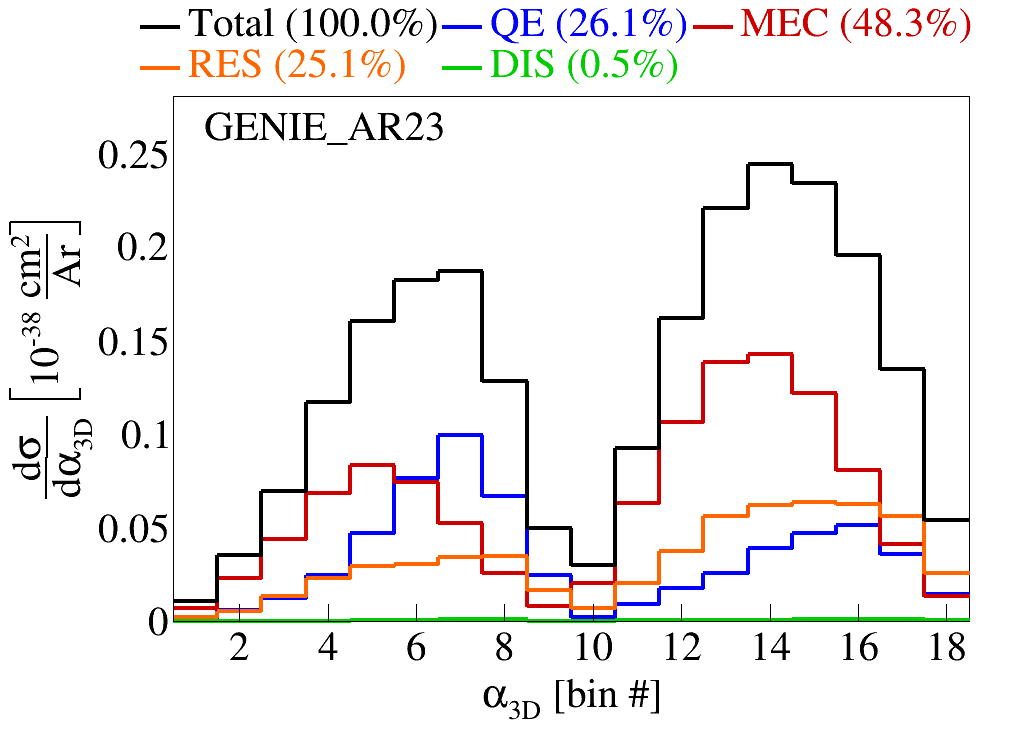 Total (100.0%) QE (26.1%) MEC (48.3%)
RES (25.1%) DIS (0.5%)
GENIE_AR23
0.25
0.2
0.15
0.1
0.05
0
dσ/dα3D [10-38 cm2/Ar]
2 4 6 8 10 12 14 16 18
α3D [bin #]